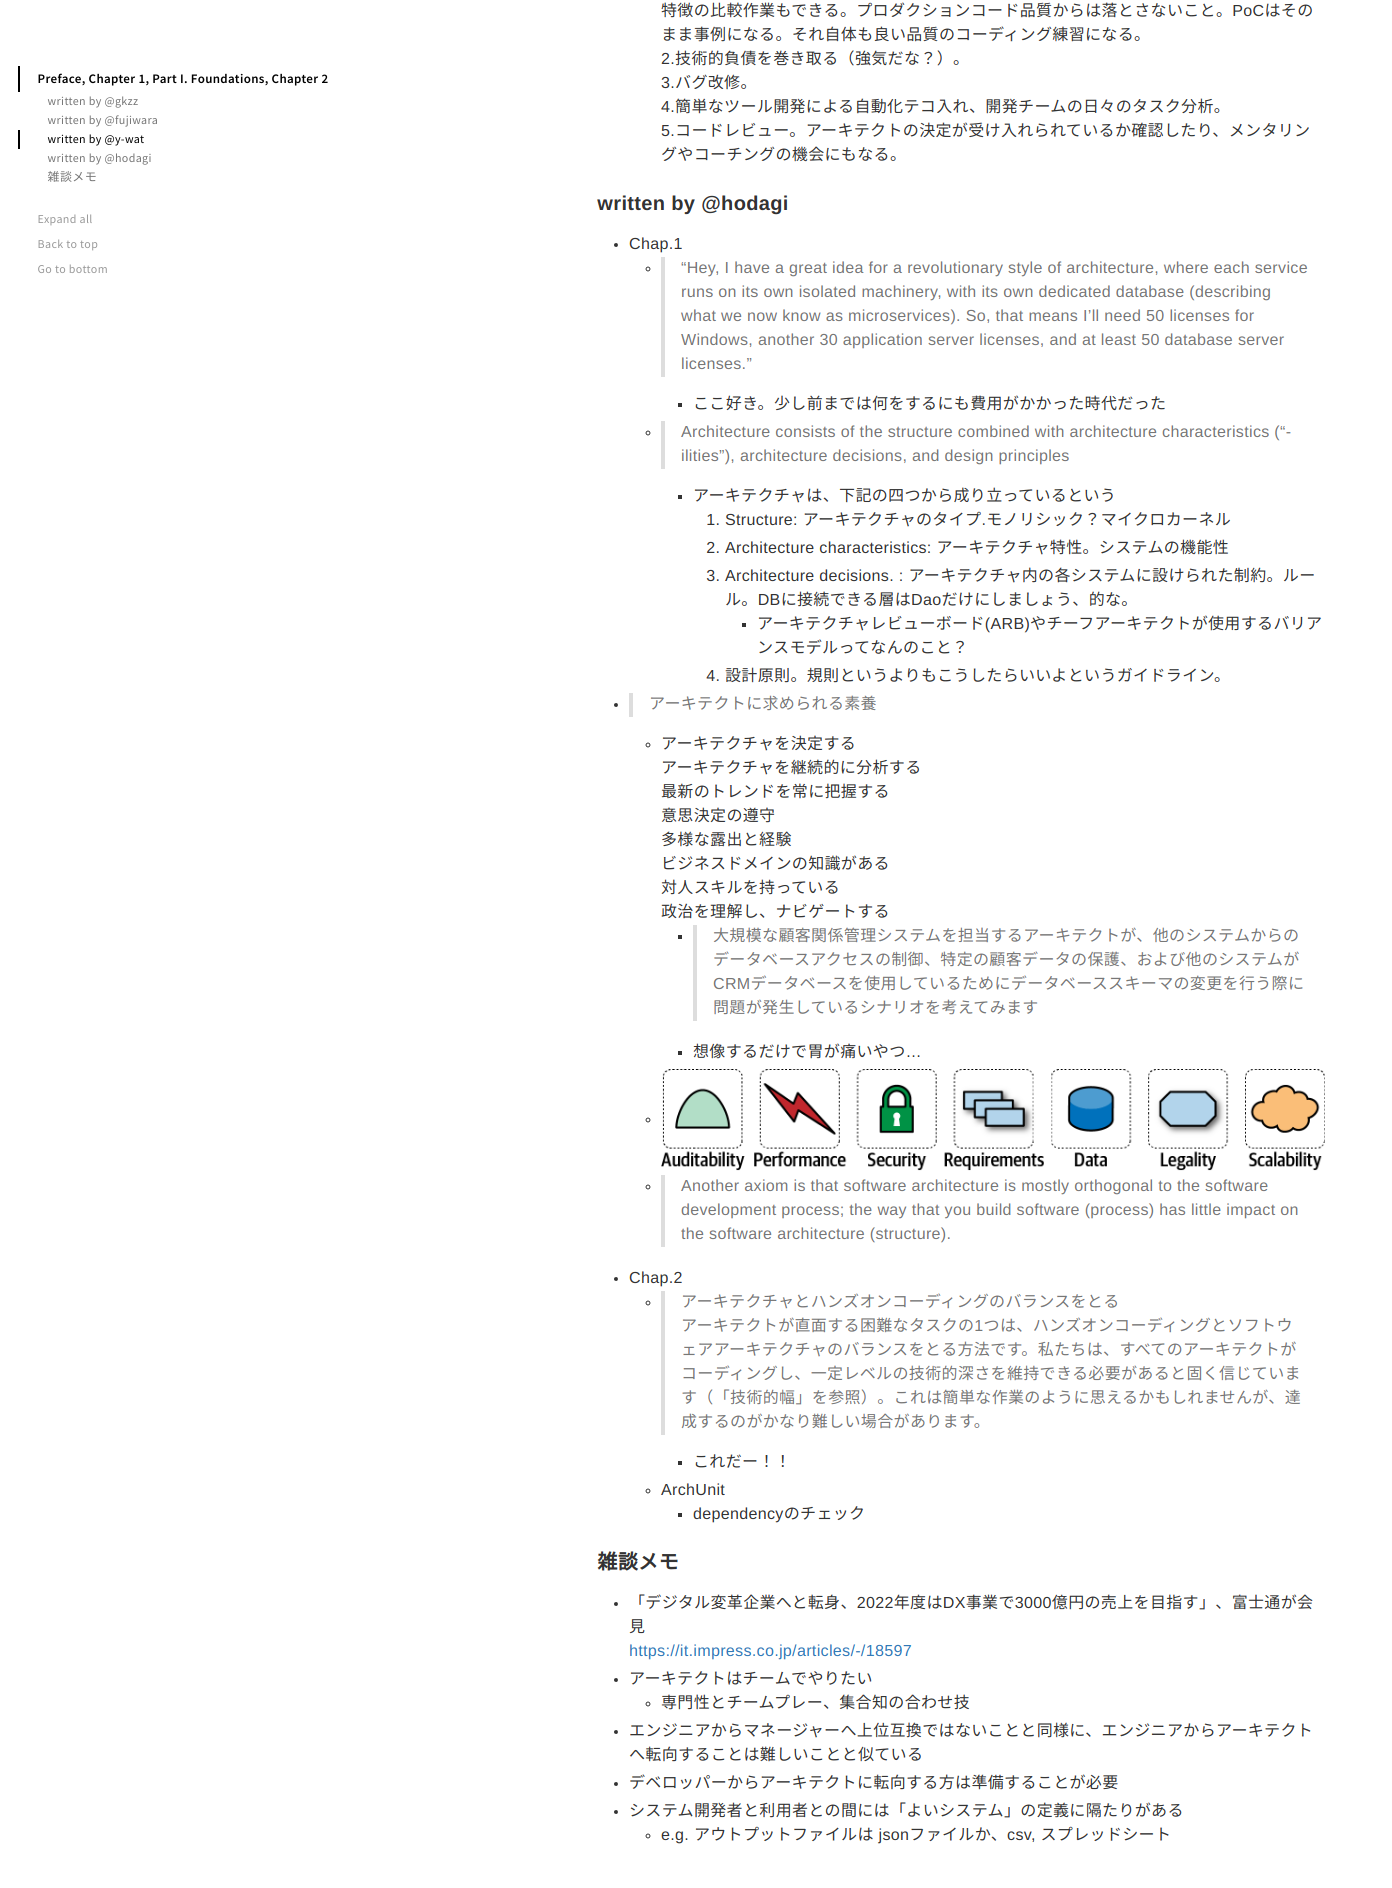 Preface, Chapter 1, Part I. Foundations, Chapter 2
written by @gkzz
written by @fujiwara
written by @y-wat
written by @hodagi
雑談メモ
Expand all
Back to top
Go to bottom
特徴の比較作業もできる。プロダクションコード品質からは落とさないこと。PoCはその
まま事例になる。それ自体も良い品質のコーディング練習になる。
2.技術的負債を巻き取る（強気だな？）。
3.バグ改修。
4.簡単なツール開発による自動化テコ入れ、開発チームの日々のタスク分析。
5.コードレビュー。アーキテクトの決定が受け入れられているか確認したり、メンタリン
グやコーチングの機会にもなる。
written by @hodagi
Chap.1
“Hey, I have a great idea for a revolutionary style of architecture, where each service
runs on its own isolated machinery, with its own dedicated database (describing
what we now know as microservices). So, that means I’ll need 50 licenses for
Windows, another 30 application server licenses, and at least 50 database server
licenses.”
ここ好き。少し前までは何をするにも費用がかかった時代だった
Architecture consists of the structure combined with architecture characteristics (“-
ilities”), architecture decisions, and design principles
アーキテクチャは、下記の四つから成り立っているという
1. Structure: アーキテクチャのタイプ.モノリシック？マイクロカーネル
2. Architecture characteristics: アーキテクチャ特性。システムの機能性
3. Architecture decisions. : アーキテクチャ内の各システムに設けられた制約。ルー
ル。DBに接続できる層はDaoだけにしましょう、的な。
アーキテクチャレビューボード(ARB)やチーフアーキテクトが使用するバリア
ンスモデルってなんのこと？
4. 設計原則。規則というよりもこうしたらいいよというガイドライン。
アーキテクトに求められる素養
アーキテクチャを決定する
アーキテクチャを継続的に分析する
最新のトレンドを常に把握する
意思決定の遵守
多様な露出と経験
ビジネスドメインの知識がある
対人スキルを持っている
政治を理解し、ナビゲートする
大規模な顧客関係管理システムを担当するアーキテクトが、他のシステムからの
データベースアクセスの制御、特定の顧客データの保護、および他のシステムが
CRMデータベースを使用しているためにデータベーススキーマの変更を行う際に
問題が発生しているシナリオを考えてみます
想像するだけで胃が痛いやつ…
Auditability Performance Security Requirements Data Legality Scalability
Another axiom is that software architecture is mostly orthogonal to the software
development process; the way that you build software (process) has little impact on
the software architecture (structure).
Chap.2
アーキテクチャとハンズオンコーディングのバランスをとる
アーキテクトが直面する困難なタスクの1つは、ハンズオンコーディングとソフトウ
ェアアーキテクチャのバランスをとる方法です。私たちは、すべてのアーキテクトが
コーディングし、一定レベルの技術的深さを維持できる必要があると固く信じていま
す（「技術的幅」を参照）。これは簡単な作業のように思えるかもしれませんが、達
成するのがかなり難しい場合があります。
これだー！！
ArchUnit
dependencyのチェック
雑談メモ
「デジタル変革企業へと転身、2022年度はDX事業で3000億円の売上を目指す」、富士通が会
見
https://it.impress.co.jp/articles/-/18597
アーキテクトはチームでやりたい
専門性とチームプレー、集合知の合わせ技
エンジニアからマネージャーへ上位互換ではないことと同様に、エンジニアからアーキテクト
へ転向することは難しいことと似ている
デベロッパーからアーキテクトに転向する方は準備することが必要
システム開発者と利用者との間には「よいシステム」の定義に隔たりがある
e.g. アウトプットファイルは jsonファイルか、csv, スプレッドシート